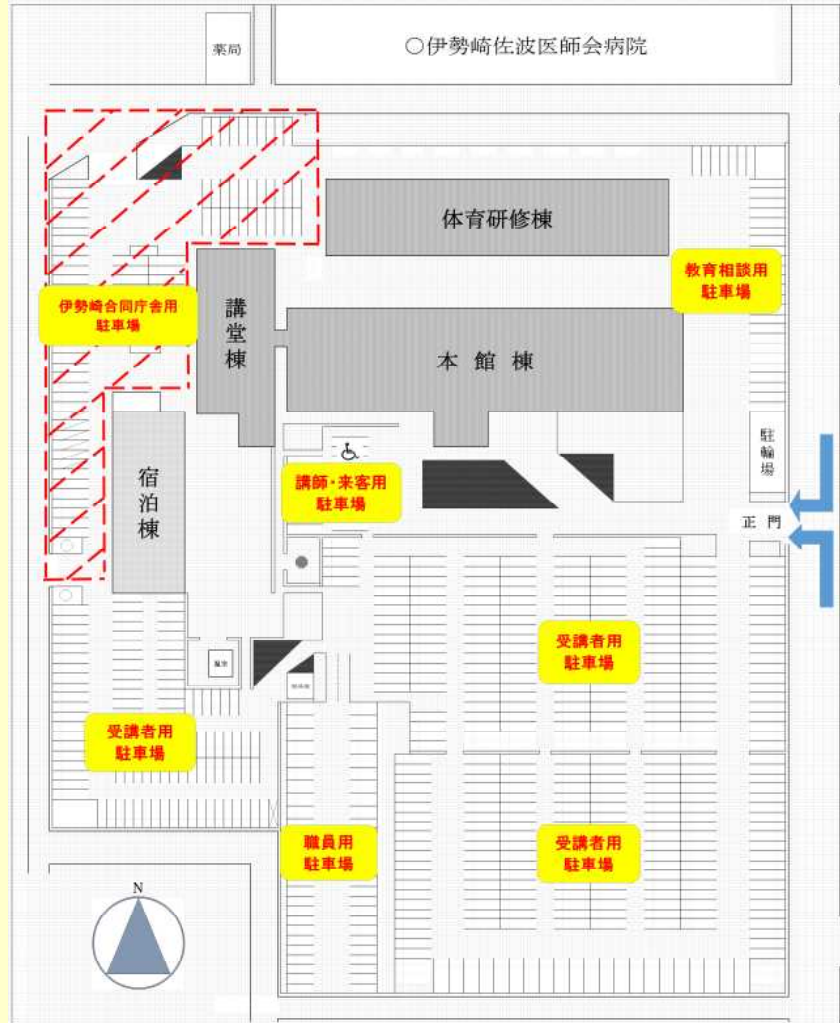 薬局
○伊勢崎佐波医師会病院
体育研修棟
教育相談用
駐車場
伊勢崎合同庁舎用
駐車場
講堂棟
本館棟
駐輪場
宿泊棟
講師・来客用
駐車場
正門
受講者用
駐車場
受講者用
駐車場
職員用
駐車場
受講者用
駐車場
N